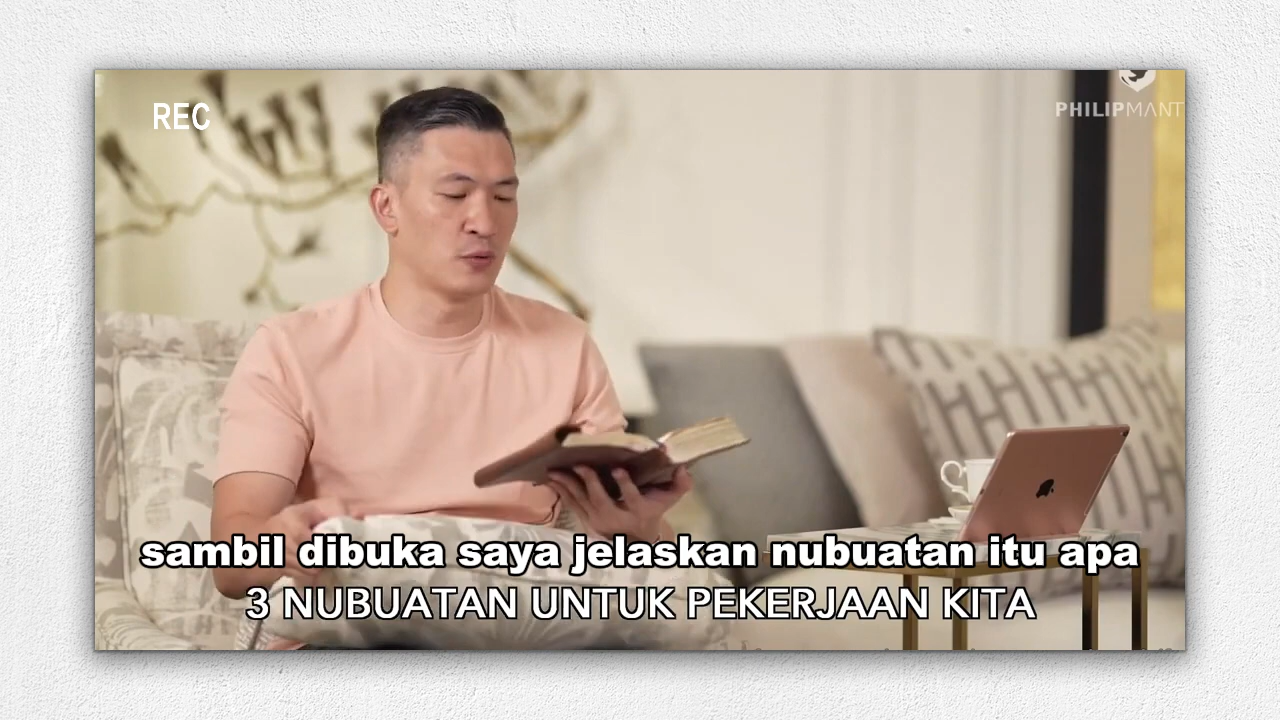 REC
PHILIPMANT
sambil dibuka saya jelaskan nubuatan itu apa
3 NUBUATAN UNTUK PEKERJAAN KITA